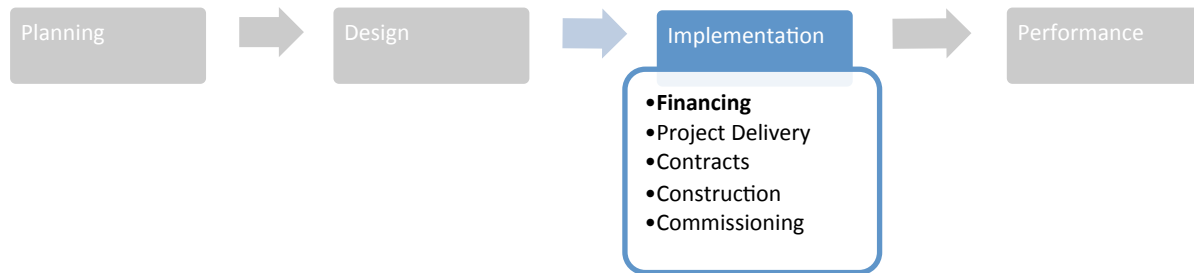 Planning
Design
Implementation
Performance
•Financing
•Project Delivery
•Contracts
•Construction
•Commissioning